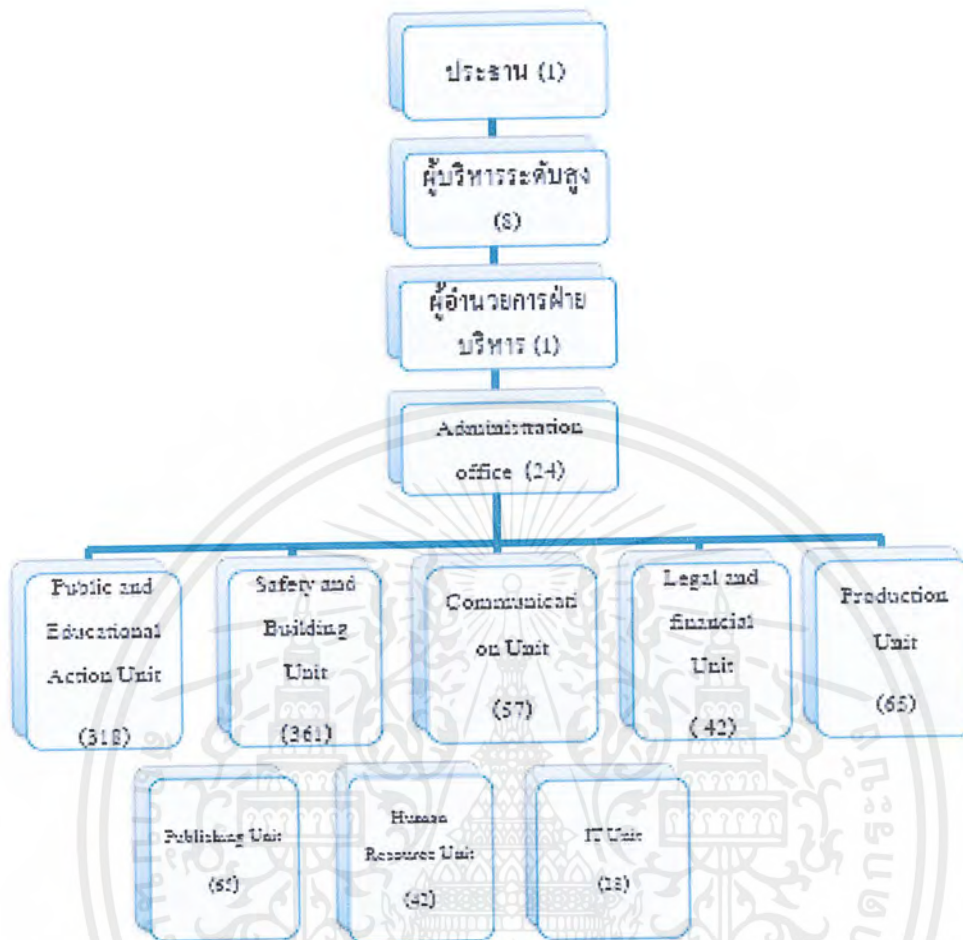 ประธาน (1)
ผู้บริหารระดับสูง
(8)
ผู้อำนวยการฝ่าย
บริหาร (1)
Administration
office (24)
Public and
Educational
Action Unit
(318)
Safety and
Building
Unit
(361)
Communicati
on Unit
(57)
Legal and
financial
Unit
(42)
Production
Unit
(65)
Publishing Unit
(65)
Human
Resource Unit
(42)
IT Unit